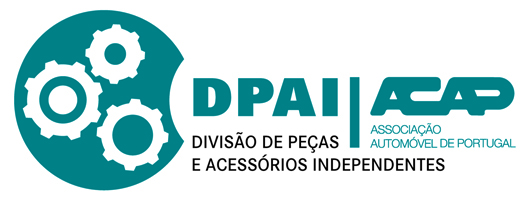 DPAI
DIVISÃO DE PEÇAS
E ACESSÓRIOS INDEPENDENTES
ACAP
ASSOCIAÇÃO
AUTOMÓVEL DE PORTUGAL